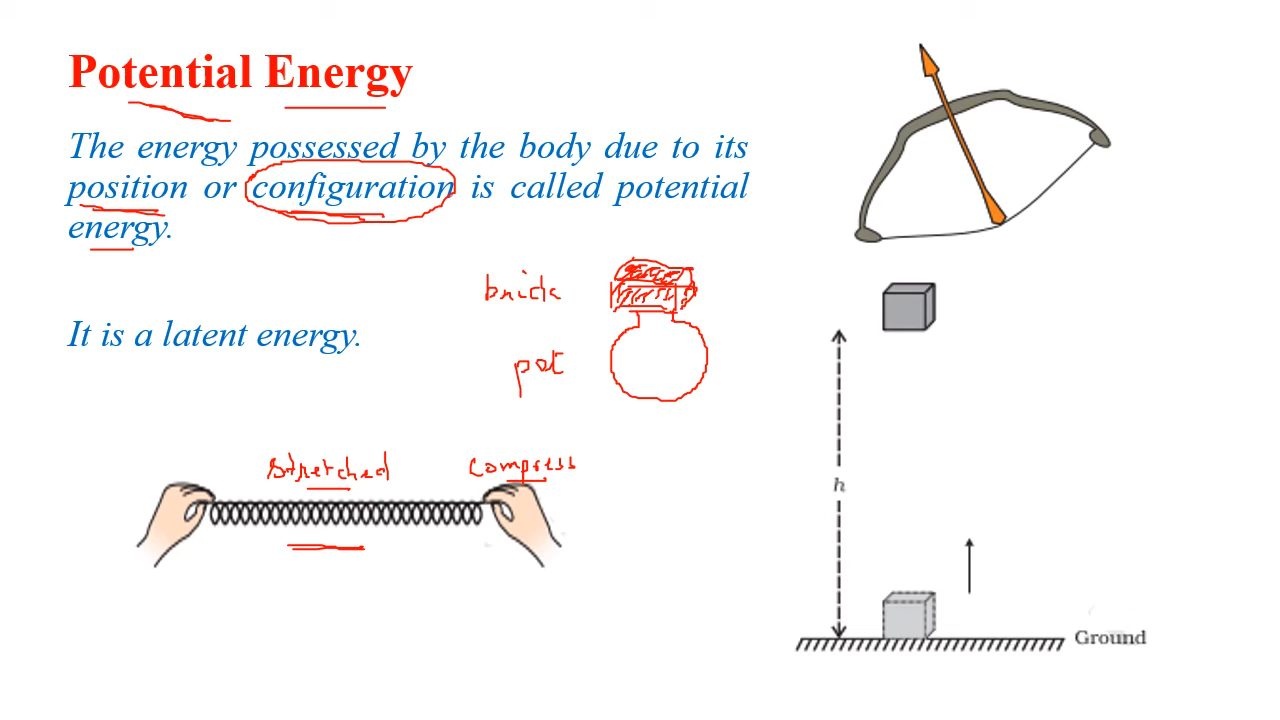 Potential Energy
The energy possessed by the body due to its
position or configuration is called potential
energy.
brick
It is a latent energy.
pot
stretched
compress
h
Ground